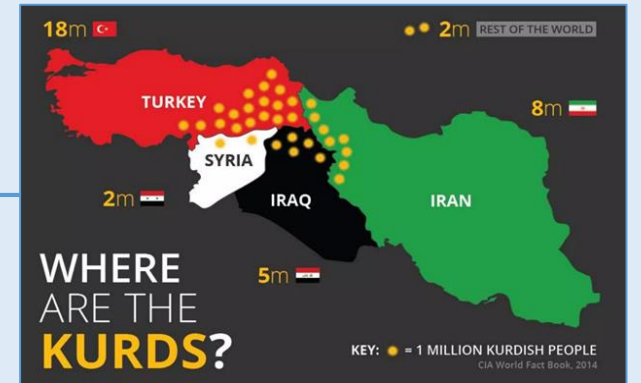 18m
2m REST OF THE WORLD
TURKEY
8m
SYRIA
2m
IRAQ
IRAN
5m
WHERE
ARE THE
KURDS?
KEY: = 1 MILLION KURDISH PEOPLE
CIA World Fact Book, 2014